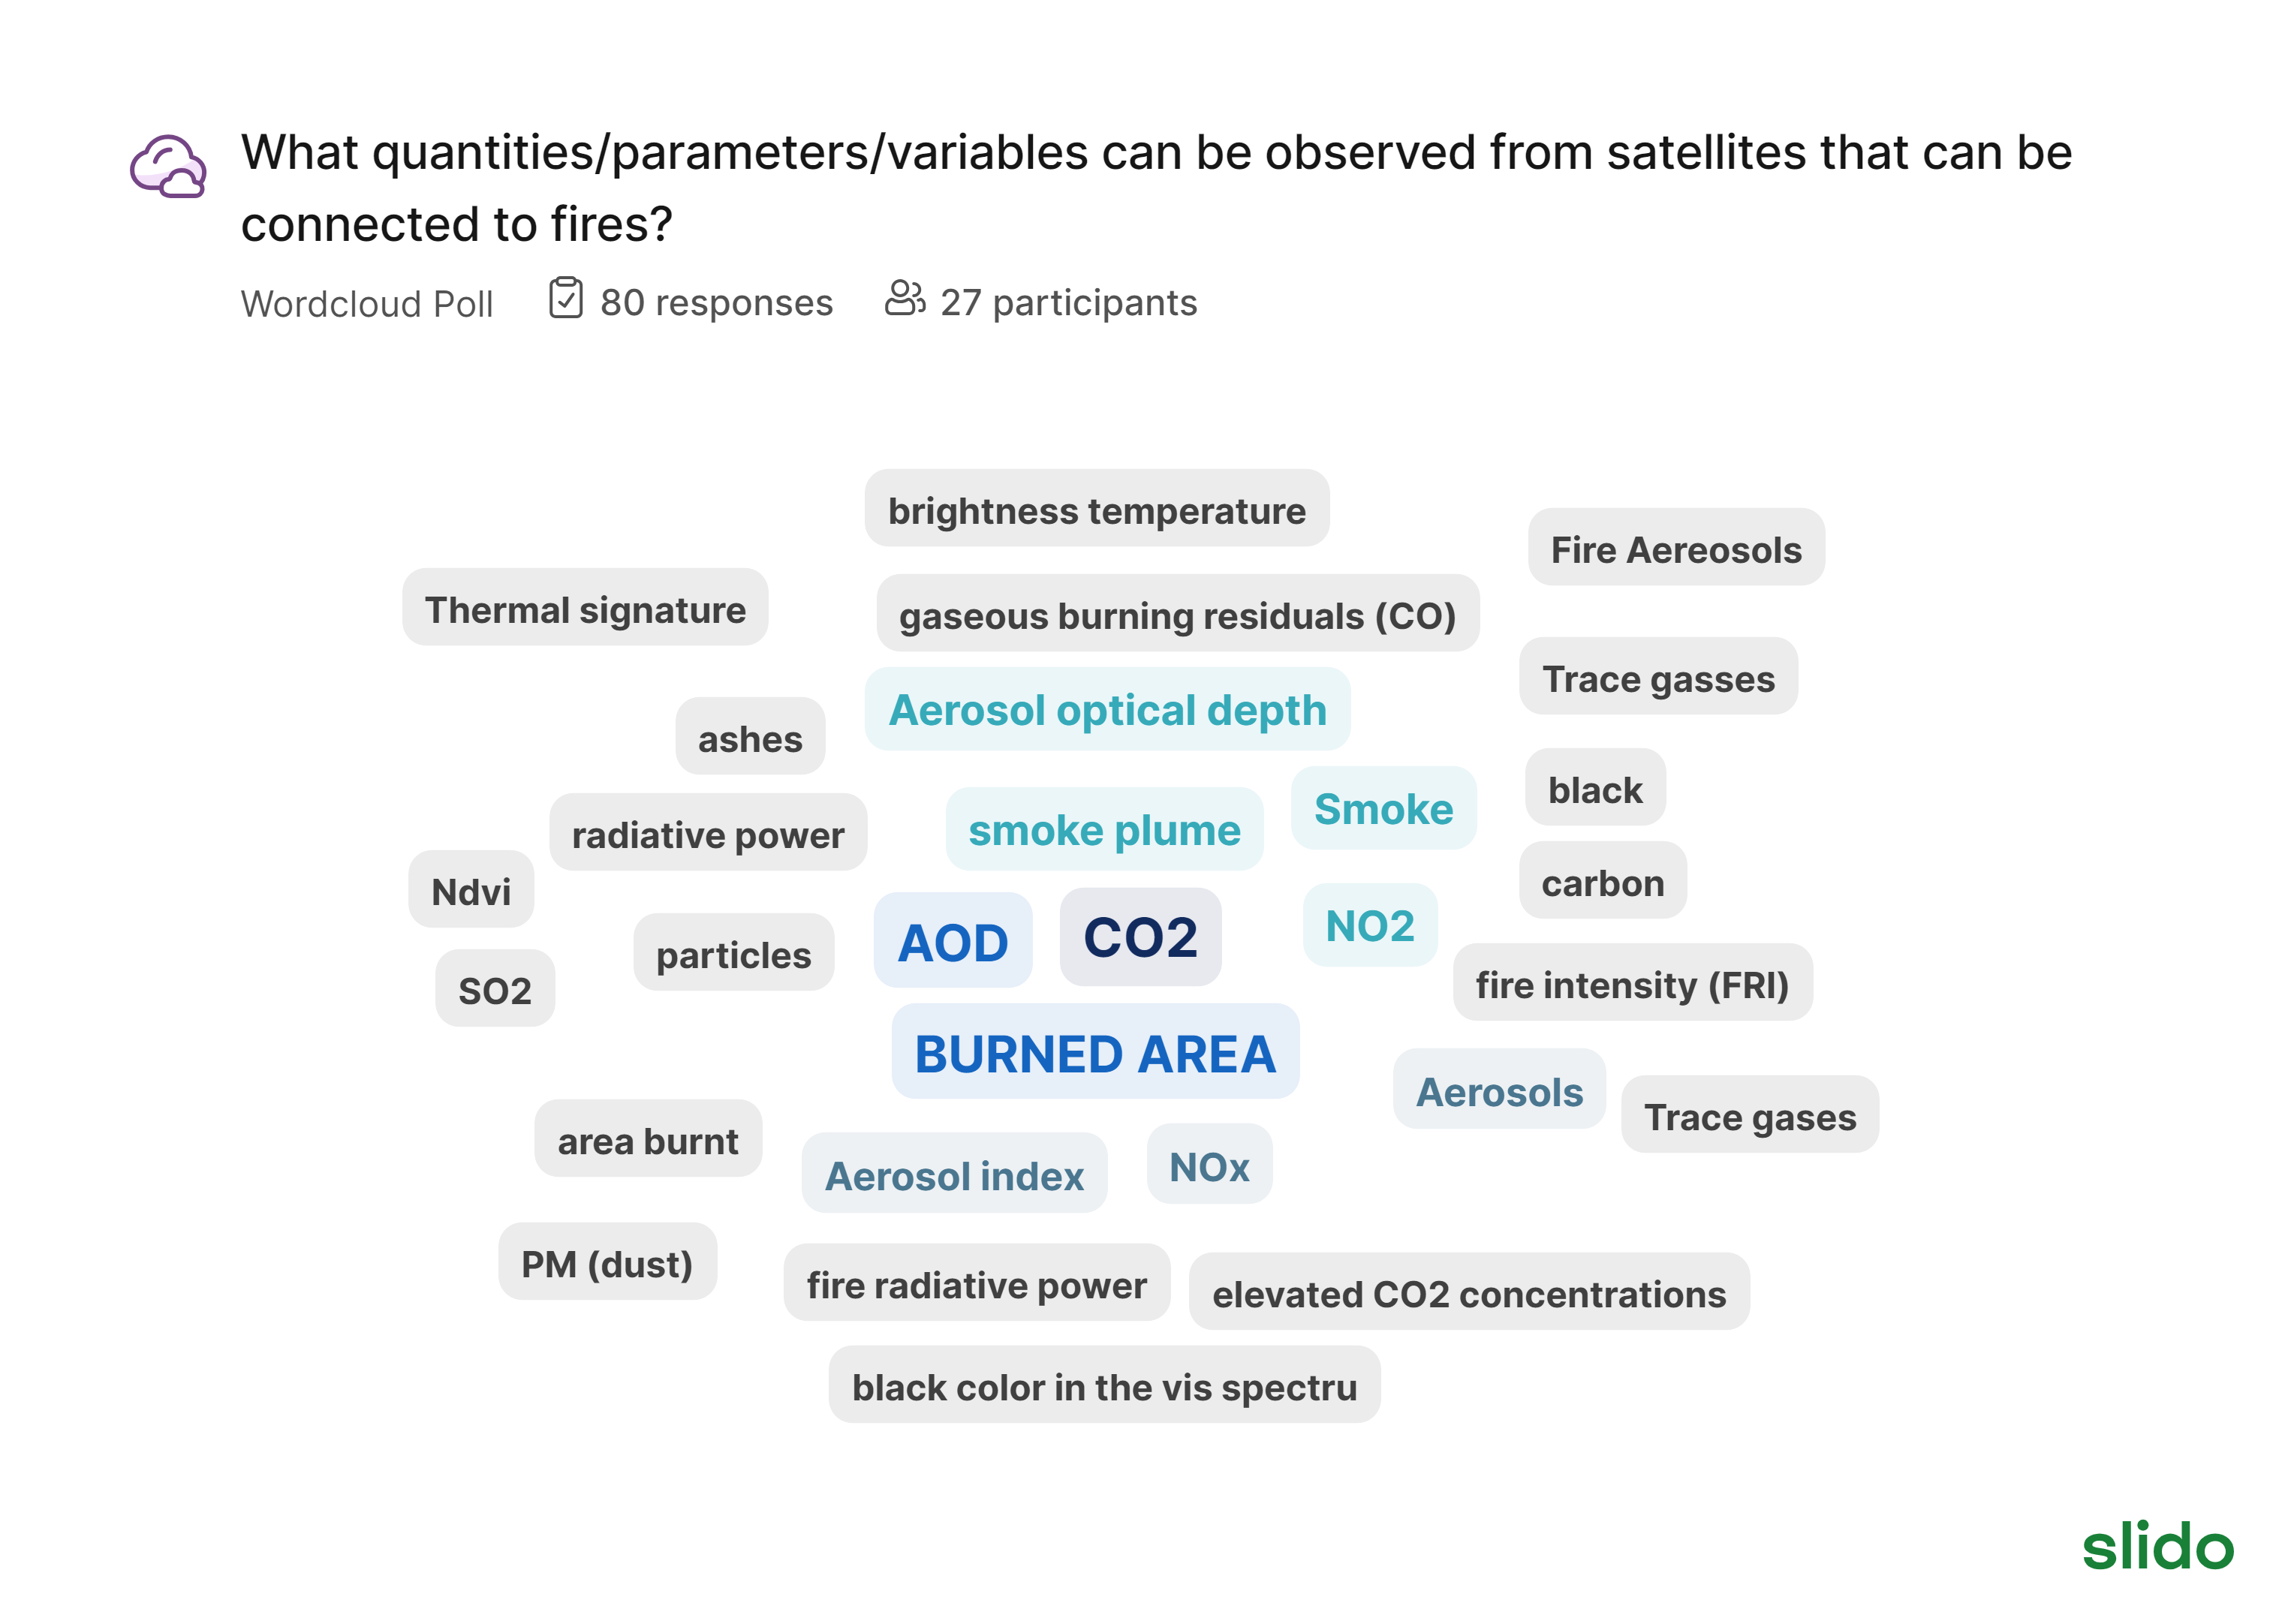 What quantities/parameters/variables can be observed from satellites that can be
connected to fires?
Wordcloud Poll 80 responses 27 participants
brightness temperature
Fire Aereosols
Thermal signature
gaseous burning residuals (CO)
Trace gasses
Aerosol optical depth
ashes
black
Smoke
smoke plume
radiative power
carbon
Ndvi
NO2
CO2
AOD
particles
fire intensity (FRI)
SO2
BURNED AREA
Aerosols
Trace gases
area burnt
NOx
Aerosol index
PM (dust)
fire radiative power
elevated CO2 concentrations
black color in the vis spectru
slido